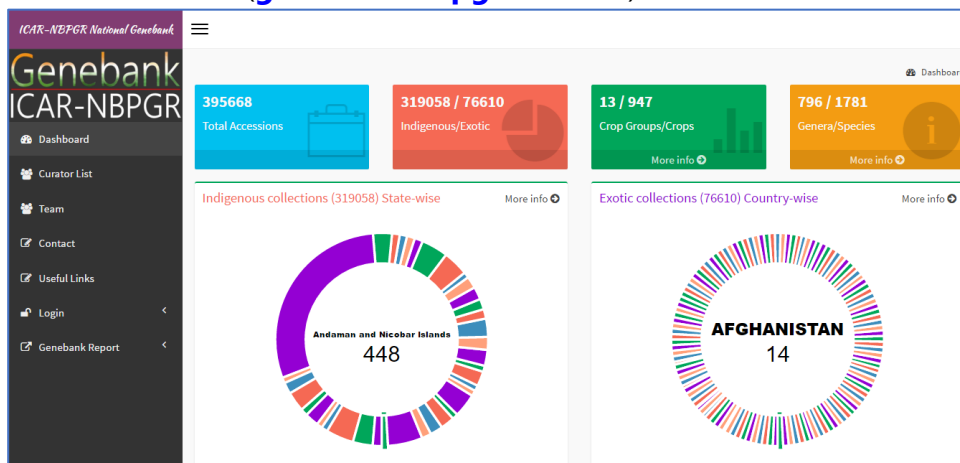 ICAR-NBPGR National Genebank
Genebank
ICAR-NBPGR
Dashboard
Curator List
Team
Contact
Useful Links
Login
Genebank Report
Dashboar
395668
Total Accessions
319058 / 76610
Indigenous/Exotic
13 / 947
Crop Groups/Crops
More info
796 / 1781
Genera/Species
More info
Indigenous collections (319058) State-wise
More info
Andaman and Nicobar Islands
448
Exotic collections (76610) Country-wise
More info
AFGHANISTAN
14